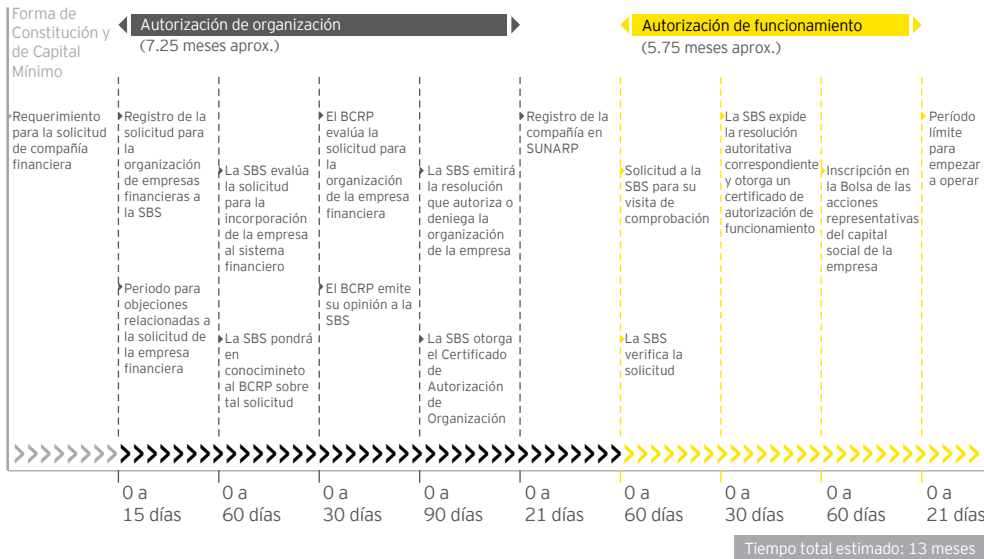 Forma de
Constitución y
de Capital
Mínimo
Autorización de organización
(7.25 meses aprox.)
Autorización de funcionamiento
(5.75 meses aprox.)
Requerimiento
para la solicitud
de compañía
financiera
Registro de la
solicitud para
la
organización
de empresas
financieras a
la SBS
Periodo para
objeciones
relacionadas a
la solicitud de
la empresa
financiera
La SBS evalúa
la solicitud
para la
incorporación
de la empresa
al sistema
financiero
La SBS pondrá
en
conocimineto
al BCRP sobre
tal solicitud
El BCRP
evalúa la
solicitud para
la
organización
de la empresa
financiera
El BCRP emite
su opinión a la
SBS
La SBS emitirá
la resolución
que autoriza o
deniega la
organización
de la empresa
La SBS otorga
el Certificado
de
Autorización
de
Organización
Registro de la
compañía en
SUNARP
Solicitud a la
SBS para su
visita de
comprobación
La SBS
verifica la
solicitud
La SBS expide
la resolución
autoritativa
correspondiente
y otorga un
certificado de
autorización de
funcionamiento
Inscripción en
la Bolsa de las
acciones
representativas
del capital
social de la
empresa
Período
límite
para
empezar
a operar
0 a
15 días
0 a
60 días
0 a
30 días
0 a
90 días
0 a
21 días
0 a
60 días
0 a
30 días
0 a
60 días
0 a
21 días
Tiempo total estimado: 13 meses